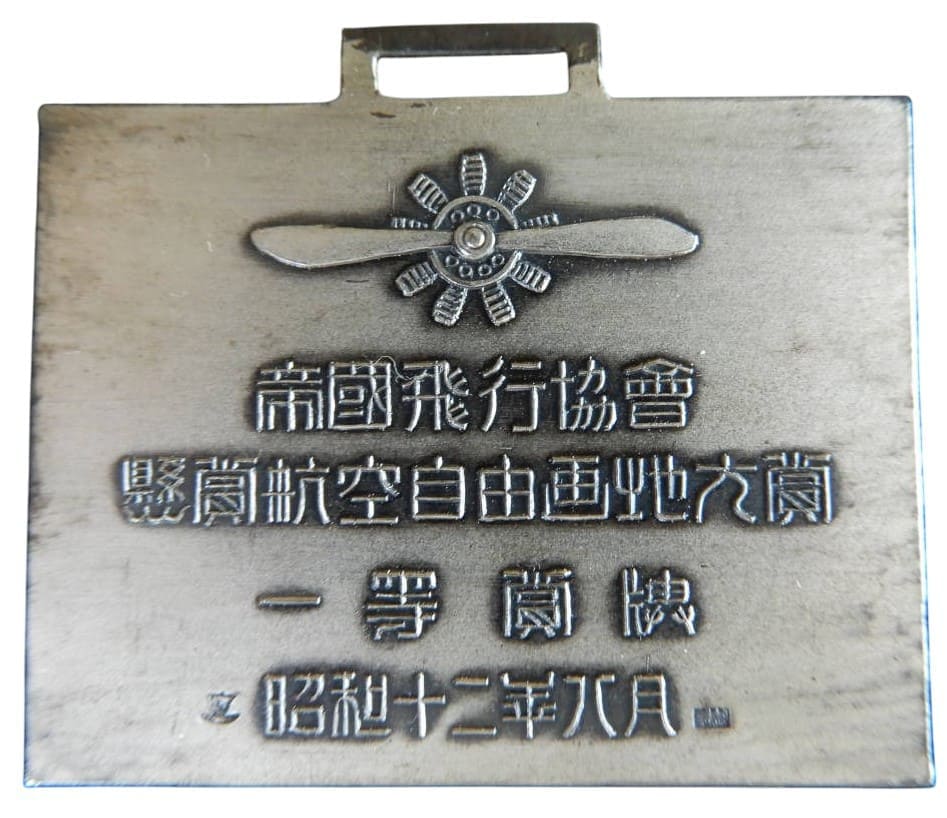 帝國飛行協會
懸賞航空自由画地方賞
一等賞牌
昭和十二年八月